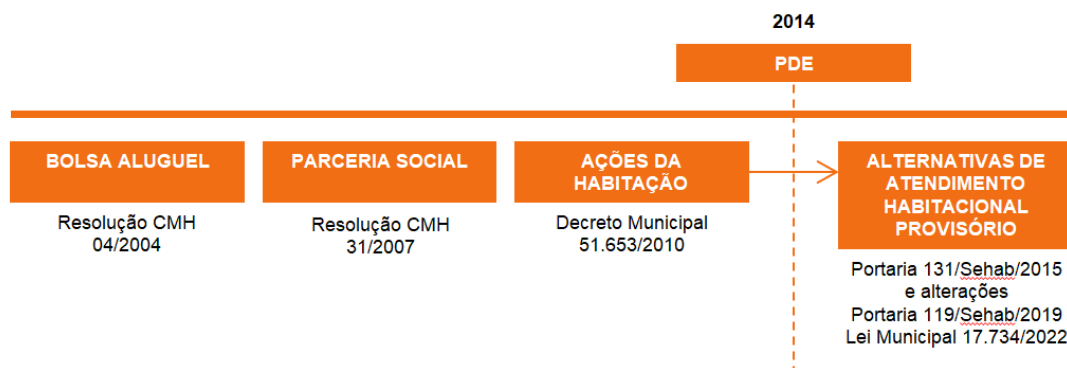 2014
PDE
BOLSA ALUGUEL
Resolução CMH
04/2004
PARCERIA SOCIAL
Resolução CMH
31/2007
AÇÕES DA
HABITAÇÃO
Decreto Municipal
51.653/2010
ALTERNATIVAS DE
ATENDIMENTO
HABITACIONAL
PROVISÓRIO
Portaria 131/Sehab/2015
e alterações
Portaria 119/Sehab/2019
Lei Municipal 17.734/2022